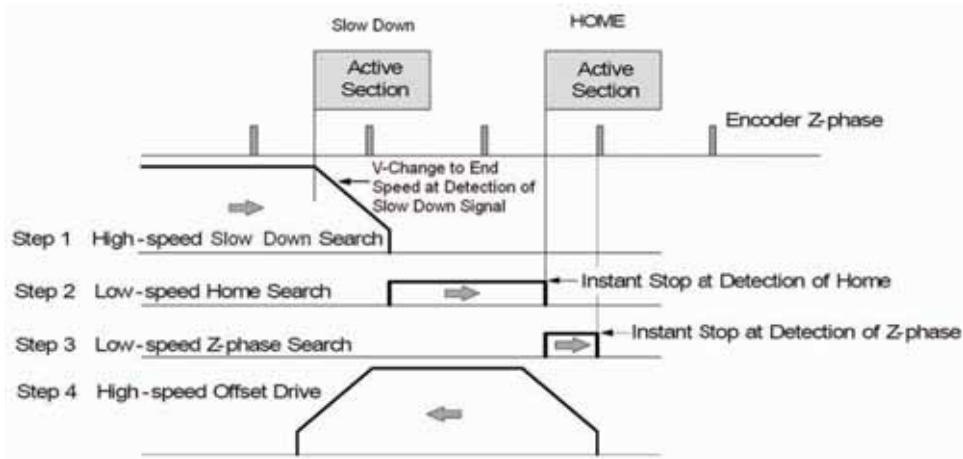 Slow Down
HOME
Active
Section
Active
Section
Encoder Z-phase
V-Change to End
Speed at Detection of
Slow Down Signal
Step 1 High-speed Slow Down Search
Step 2 Low-speed Home Search
Instant Stop at Detection of Home
Step 3 Low-speed Z-phase Search
Instant Stop at Detection of Z-phase
Step 4 High-speed Offset Drive